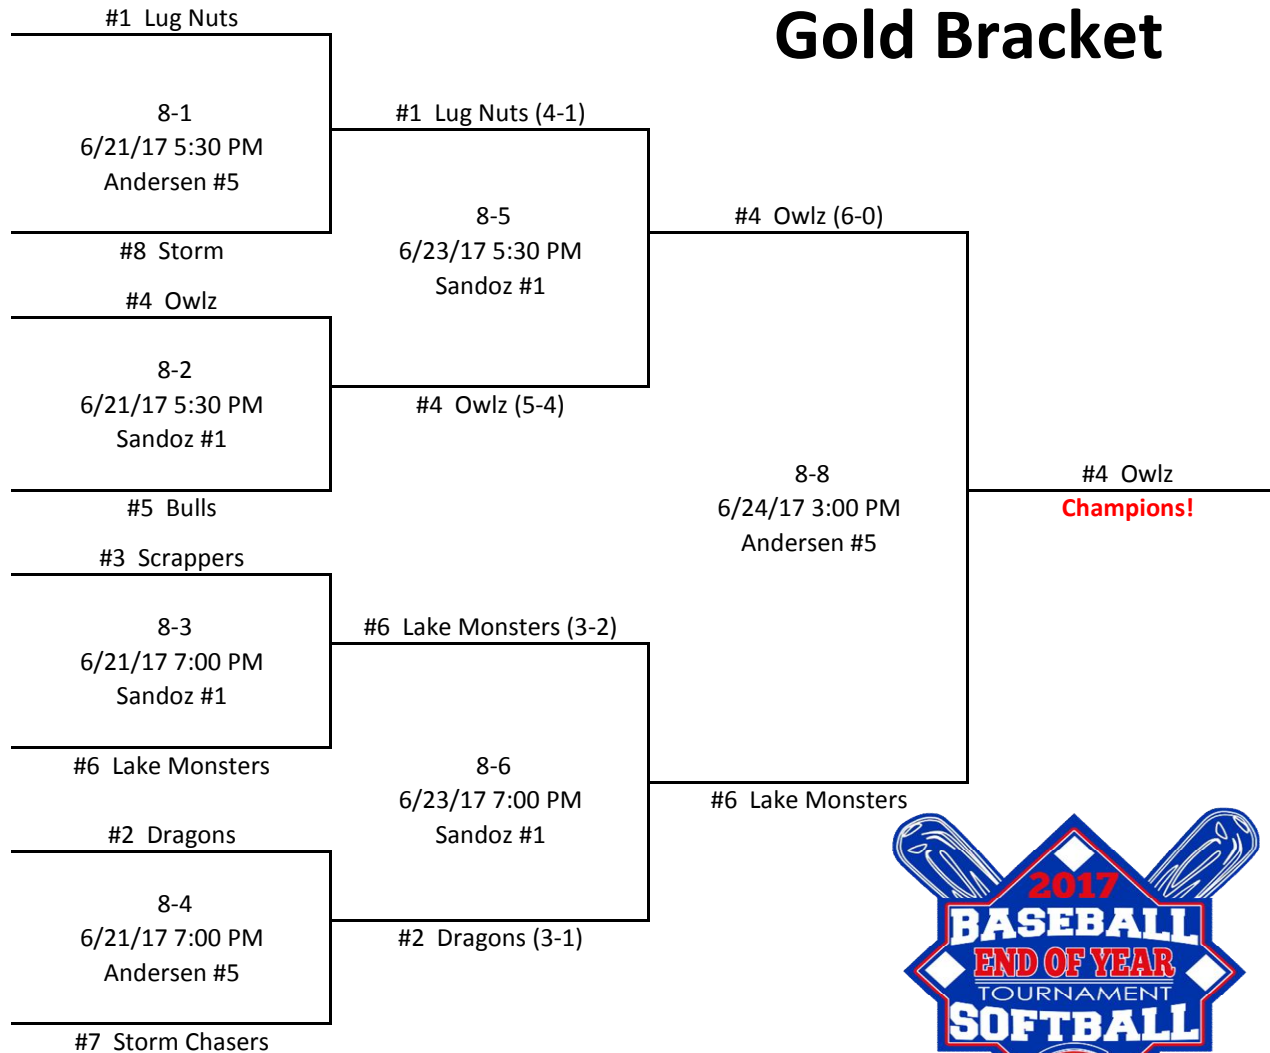 Gold Bracket
#1 Lug Nuts
8-1
6/21/17 5:30 PM
Andersen #5
#8 Storm
#4 Owlz
8-2
6/21/17 5:30 PM
Sandoz #1
#5 Bulls
#3 Scrappers
8-3
6/21/17 7:00 PM
Sandoz #1
#6 Lake Monsters
#2 Dragons
8-4
6/21/17 7:00 PM
Andersen #5
#7 Storm Chasers
#1 Lug Nuts (4-1)
8-5
6/23/17 5:30 PM
Sandoz #1
#4 Owlz (5-4)
#6 Lake Monsters (3-2)
8-6
6/23/17 7:00 PM
Sandoz #1
#2 Dragons (3-1)
#4 Owlz (6-0)
8-8
6/24/17 3:00 PM
Andersen #5
#6 Lake Monsters
#4 Owlz
Champions!
2017
BASEBALL
END OF YEAR
TOURNAMENT
SOFTBALL